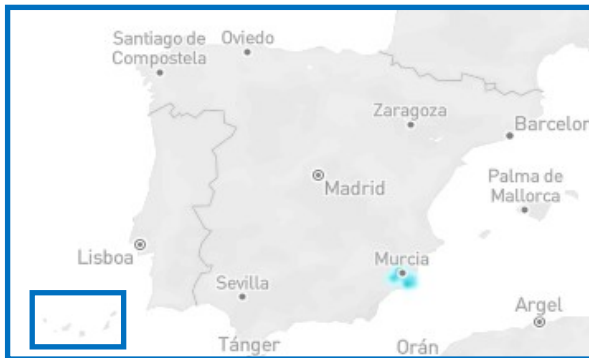 Santiago de
Compostela
Oviedo
Zaragoza
Barcelon
Madrid
Palma de
Mallorca
Lisboa
Murcia
Sevilla
Argel
Tánger
Orán